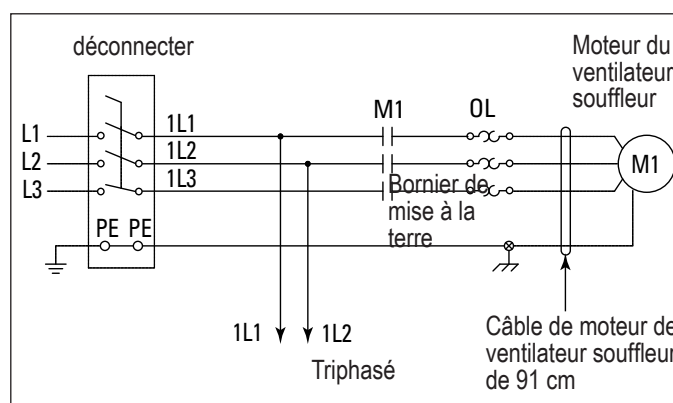 déconnecter
Moteur du
ventilateur
souffleur
M1
OL
L1
1L1
L2
1L2
M1
L3
1L3
Bornier de
mise à la
terre
PE PE
1L1
1L2
Triphasé
Câble de moteur de
ventilateur souffleur
de 91 cm